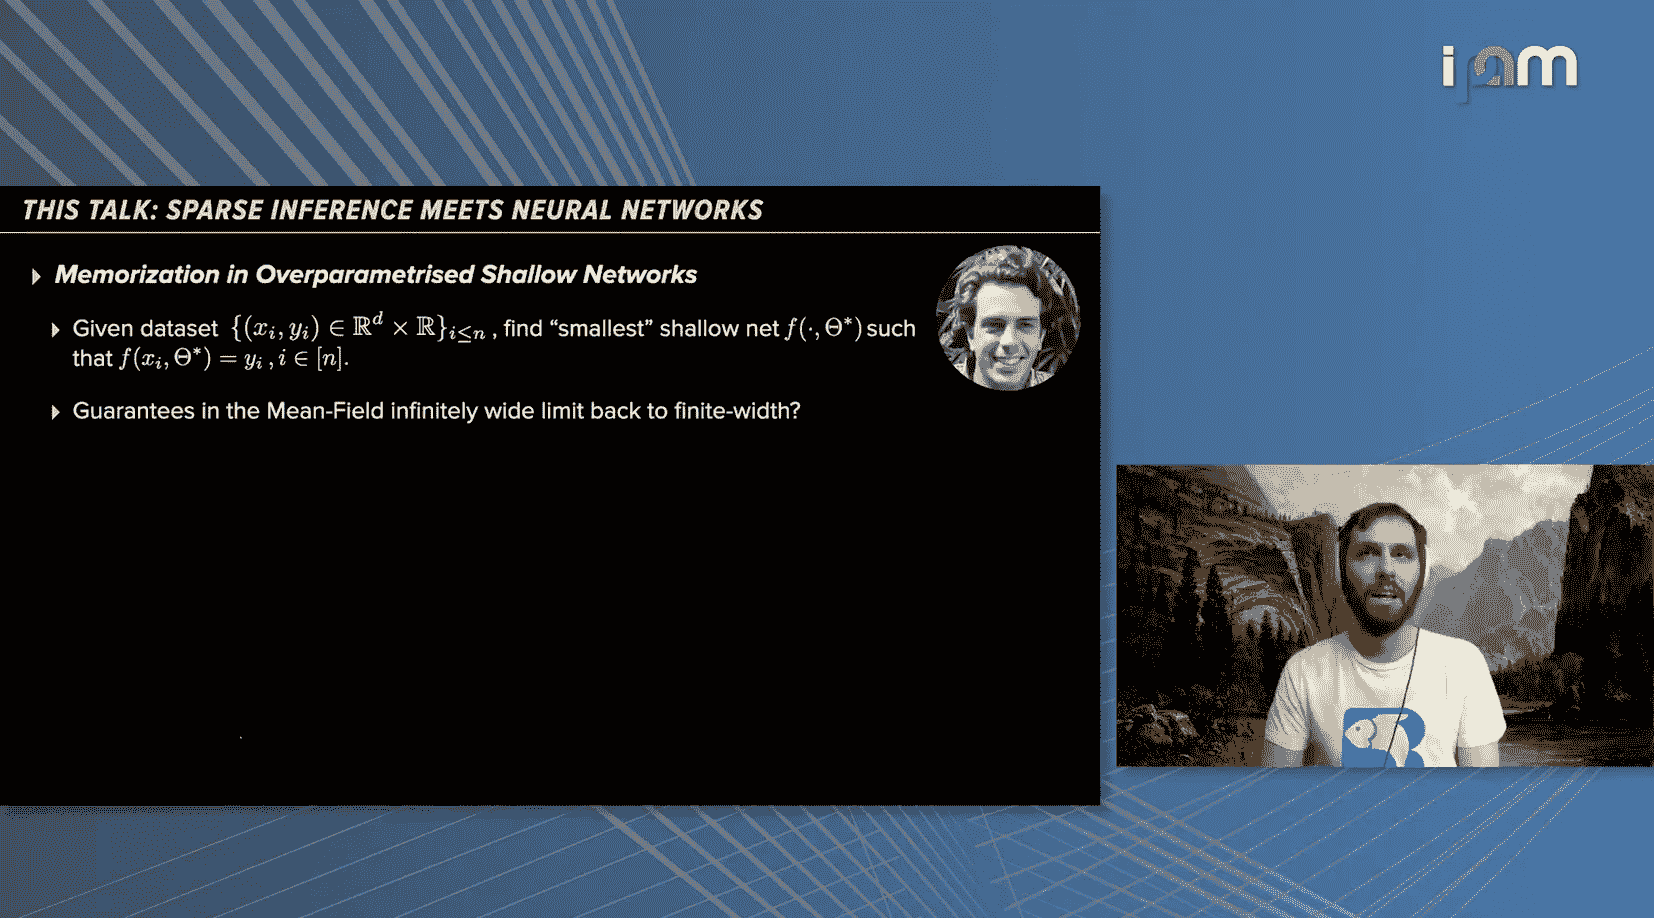 ipam
THIS TALK: SPARSE INFERENCE MEETS NEURAL NETWORKS
Memorization in Overparametrised Shallow Networks
Given dataset {(x_i, y_i) ∈ ℝ^d × ℝ}_{i≤n} , find “smallest” shallow net f(·, Θ*) such
that f(x_i, Θ*) = y_i , i ∈ [n].
Guarantees in the Mean-Field infinitely wide limit back to finite-width?